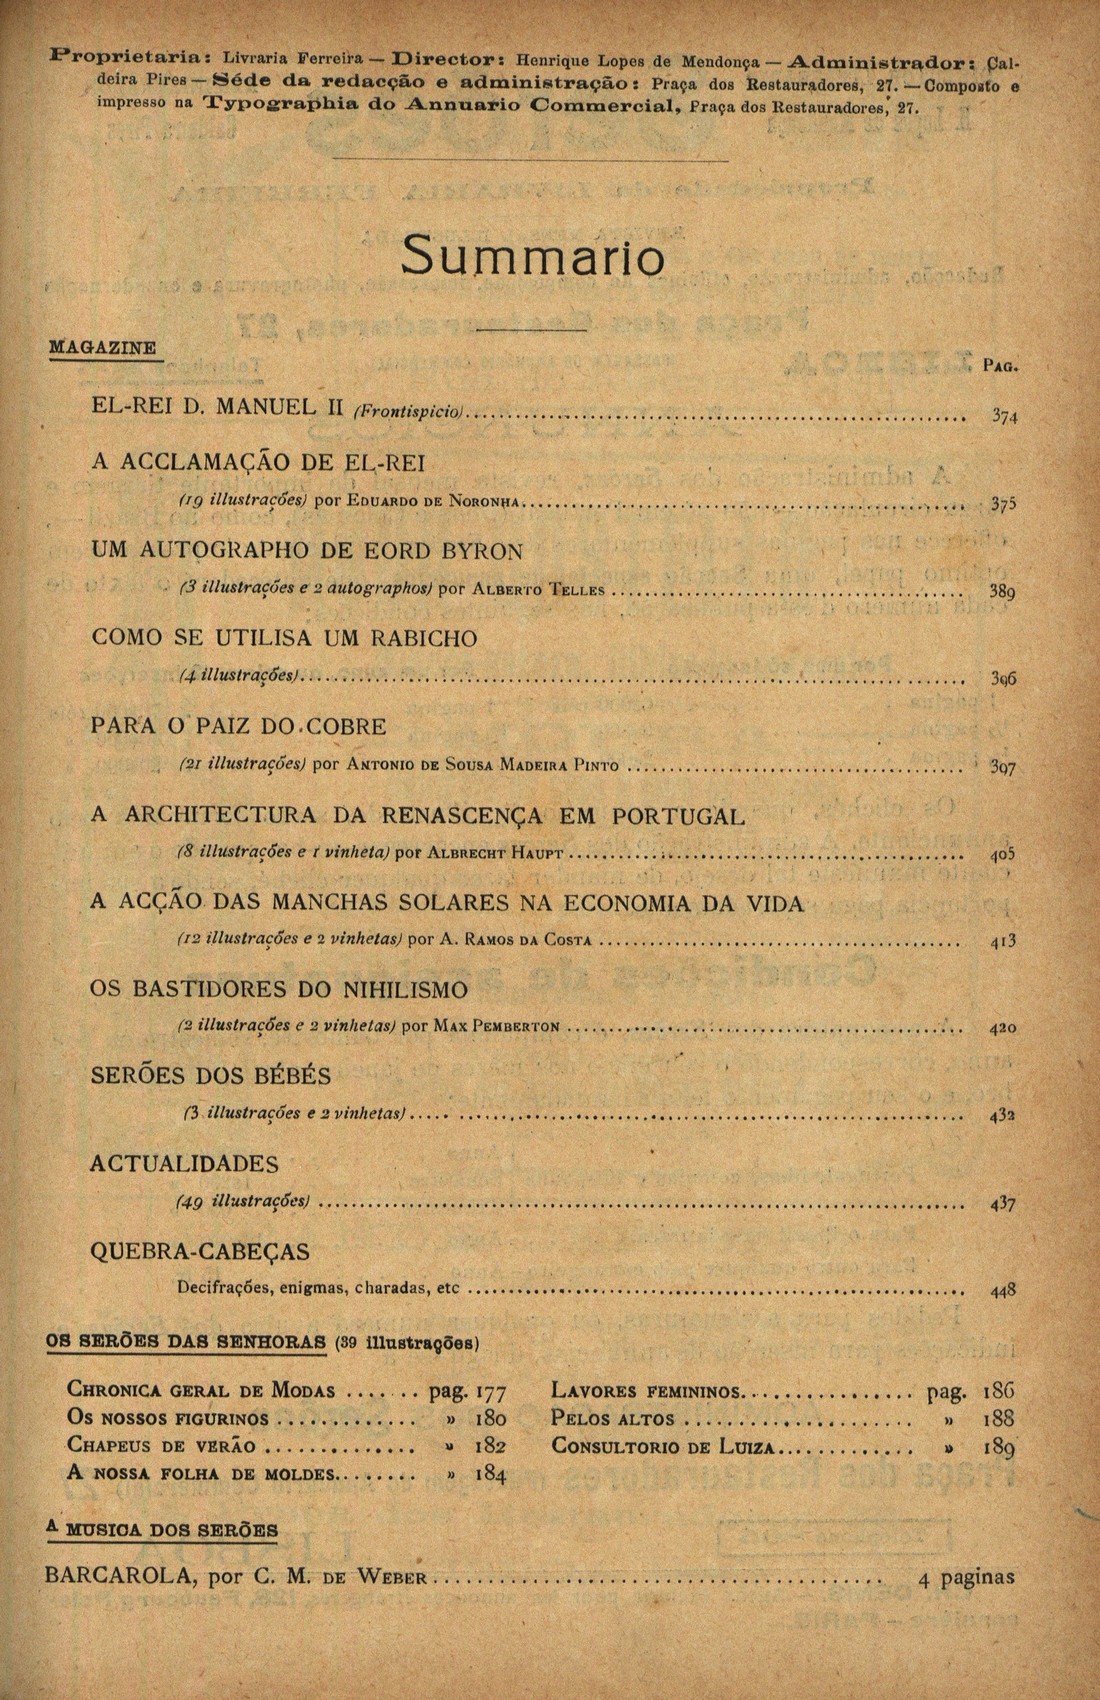 Proprietaria: Livraria Ferreira — Director: Henrique Lopes de Mendonça — Administrador: Cal-
deira Pires — Séde da redacção e administração: Praça dos Restauradores, 27. — Composto e
impresso na Typographia do Annuario Commercial, Praça dos Restauradores, 27.
Summario
MAGAZINE
PAG.
EL-REI D. MANUEL II (Frontispicio) 374
A ACCLAMAÇÃO DE EL-REI
(19 illustrações) por EDUARDO DE NORONHA 375
UM AUTOGRAPHO DE EORD BYRON
(3 illustrações e 2 autographos) por ALBERTO TELLES 389
COMO SE UTILISA UM RABICHO
(4 illustrações) 396
PARA O PAIZ DO COBRE
(21 illustrações) por ANTONIO DE SOUSA MADEIRA PINTO 397
A ARCHITECTURA DA RENASCENÇA EM PORTUGAL
(8 illustrações e 1 vinheta) por ALBRECHT HAUPT 405
A ACÇÃO DAS MANCHAS SOLARES NA ECONOMIA DA VIDA
(12 illustrações e 2 vinhetas) por A. RAMOS DA COSTA 413
OS BASTIDORES DO NIHILISMO
(2 illustrações e 2 vinhetas) por MAX PEMBERTON 420
SERÕES DOS BÉBÉS
(3 illustrações e 2 vinhetas) 432
ACTUALIDADES
(49 illustrações) 437
QUEBRA-CABEÇAS
Decifrações, enigmas, charadas, etc 448
OS SERÕES DAS SENHORAS (39 illustrações)
CHRONICA GERAL DE MODAS pag. 177
OS NOSSOS FIGURINOS » 180
CHAPEUS DE VERÃO » 182
A NOSSA FOLHA DE MOLDES » 184
LAVORES FEMININOS pag. 186
PELOS ALTOS » 188
CONSULTORIO DE LUIZA » 189
A MUSICA DOS SERÕES
BARCAROLA, por C. M. DE WEBER 4 paginas